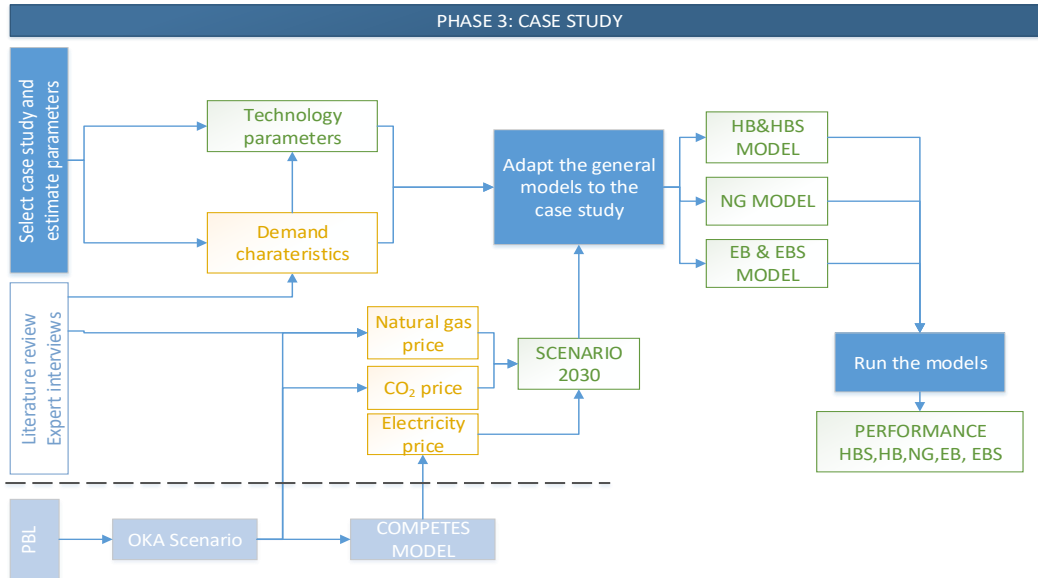 PHASE 3: CASE STUDY
Select case study and
estimate parameters
Technology
parameters
Demand
charateristics
Adapt the general
models to the
case study
HB&HBS
MODEL
NG MODEL
EB & EBS
MODEL
Literature review
Expert interviews
Natural gas
price
CO₂ price
Electricity
price
SCENARIO
2030
Run the models
PERFORMANCE
HBS,HB,NG,EB, EBS
PBL
OKA Scenario
COMPETES
MODEL